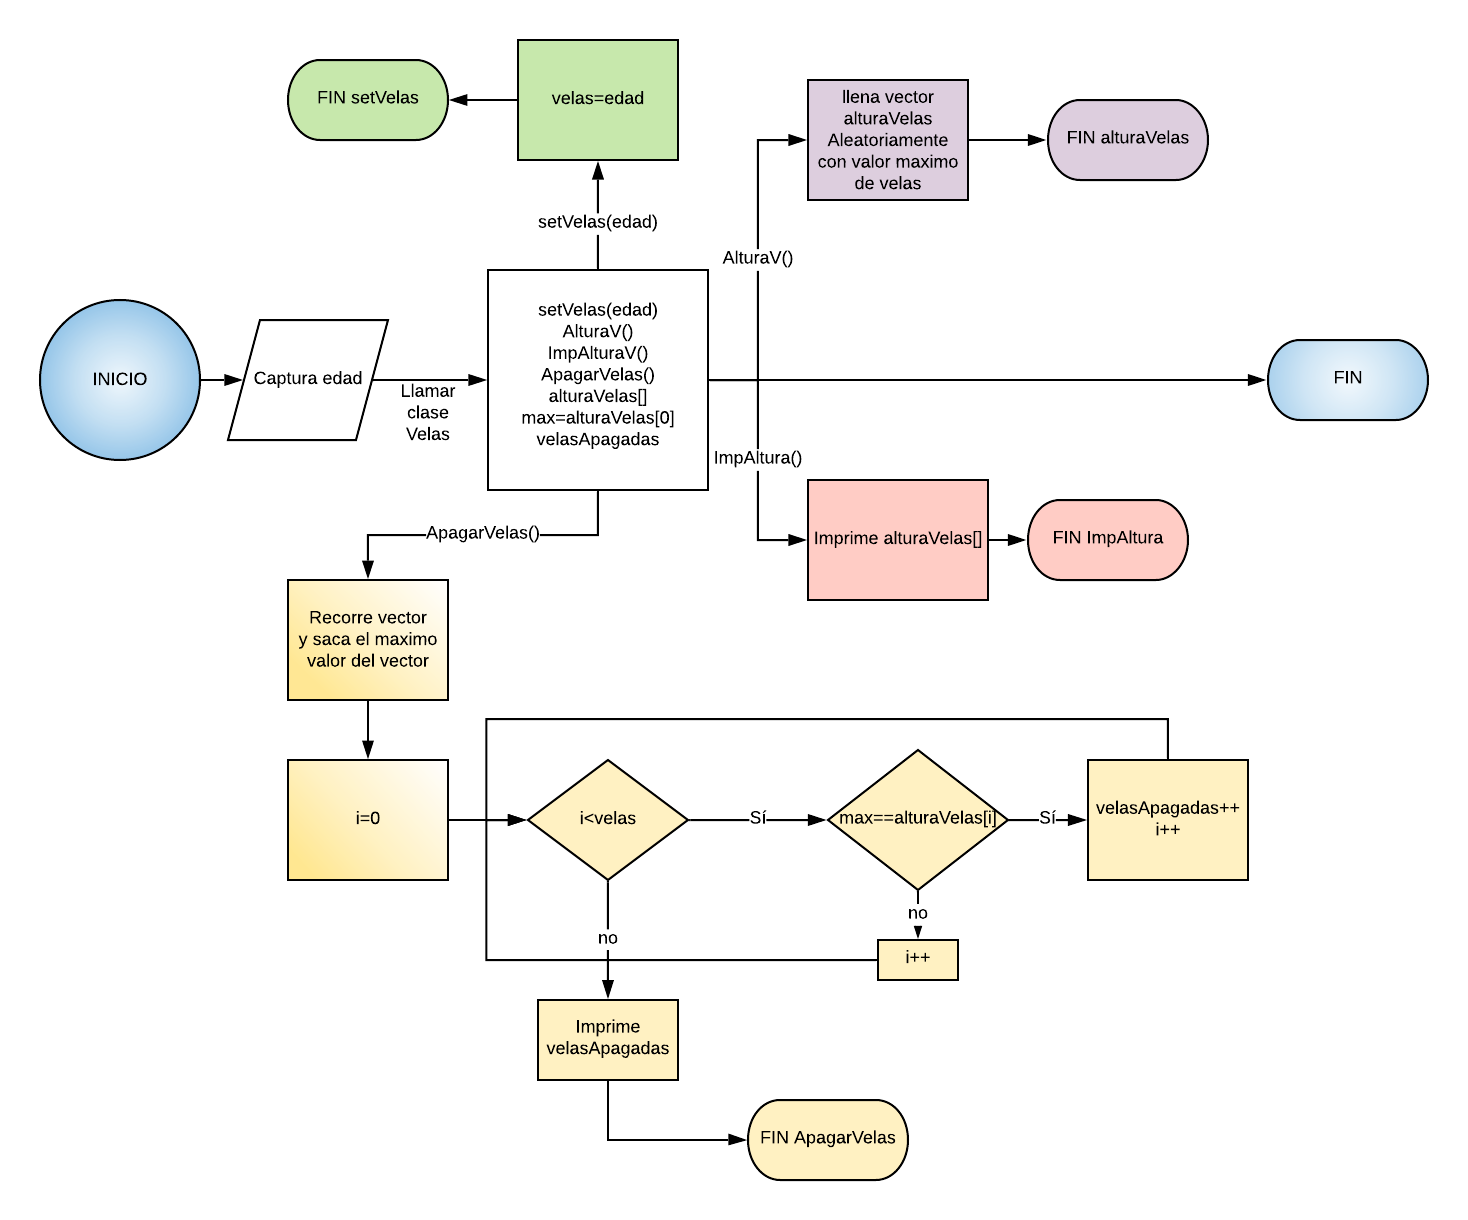 FIN setVelas
velas=edad
llena vector
alturaVelas
Aleatoriamente
con valor maximo
de velas
FIN alturaVelas
setVelas(edad)
AlturaV()
INICIO
Captura edad
Llamar
clase
Velas
setVelas(edad)
AlturaV()
ImpAlturaV()
ApagarVelas()
alturaVelas[]
max=alturaVelas[0]
velasApagadas
FIN
ImpAltura()
ApagarVelas()
Imprime alturaVelas[]
FIN ImpAltura
Recorre vector
y saca el maximo
valor del vector
i=0
i<velas
Sí
max==alturaVelas[i]
Sí
velasApagadas++
i++
no
no
i++
Imprime
velasApagadas
FIN ApagarVelas